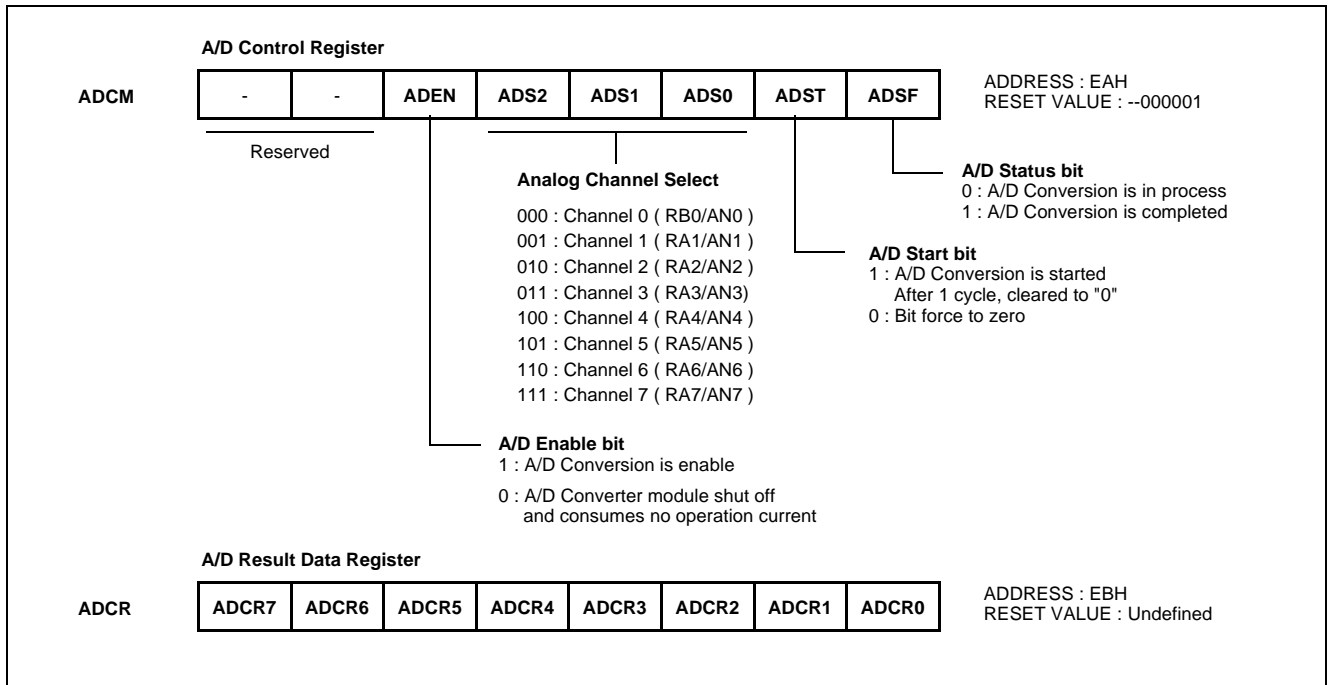 A/D Control Register
ADCM - - ADEN ADS2 ADS1 ADS0 ADST ADSF
ADDRESS : EAH
RESET VALUE : --000001
Reserved
Analog Channel Select
000 : Channel 0 ( RB0/AN0 )
001 : Channel 1 ( RA1/AN1 )
010 : Channel 2 ( RA2/AN2 )
011 : Channel 3 ( RA3/AN3)
100 : Channel 4 ( RA4/AN4 )
101 : Channel 5 ( RA5/AN5 )
110 : Channel 6 ( RA6/AN6 )
111 : Channel 7 ( RA7/AN7 )
A/D Status bit
0 : A/D Conversion is in process
1 : A/D Conversion is completed
A/D Start bit
1 : A/D Conversion is started
After 1 cycle, cleared to "0"
0 : Bit force to zero
A/D Enable bit
1 : A/D Conversion is enable
0 : A/D Converter module shut off
and consumes no operation current
A/D Result Data Register
ADCR ADCR7 ADCR6 ADCR5 ADCR4 ADCR3 ADCR2 ADCR1 ADCR0
ADDRESS : EBH
RESET VALUE : Undefined